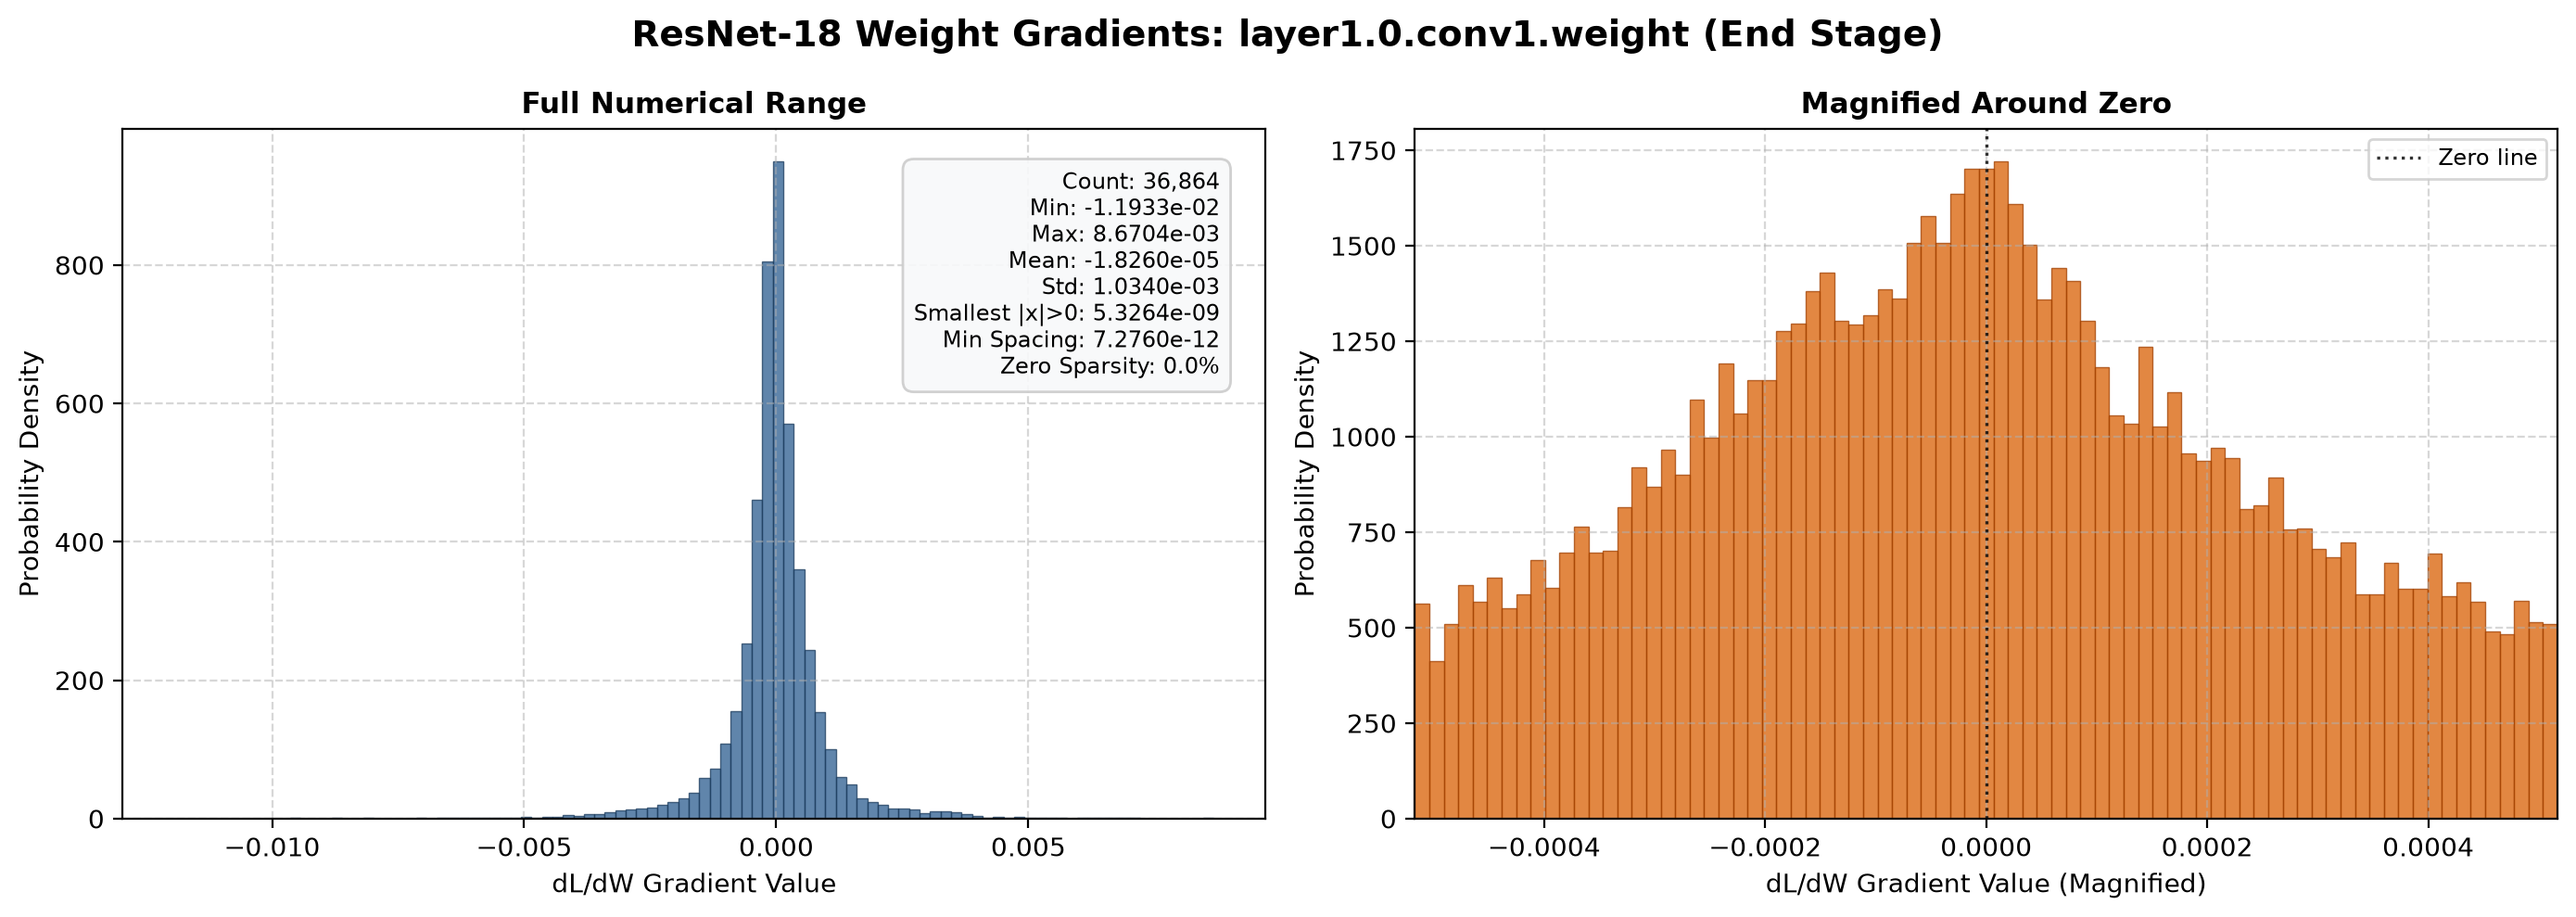 ResNet-18 Weight Gradients: layer1.0.conv1.weight (End Stage)
Full Numerical Range
Probability Density
800
600
400
200
0
Count: 36,864
Min: -1.1933e-02
Max: 8.6704e-03
Mean: -1.8260e-05
Std: 1.0340e-03
Smallest |x|>0: 5.3264e-09
Min Spacing: 7.2760e-12
Zero Sparsity: 0.0%
−0.010 −0.005 0.000 0.005
dL/dW Gradient Value
Magnified Around Zero
Probability Density
1750
1500
1250
1000
750
500
250
0
Zero line
−0.0004 −0.0002 0.0000 0.0002 0.0004
dL/dW Gradient Value (Magnified)